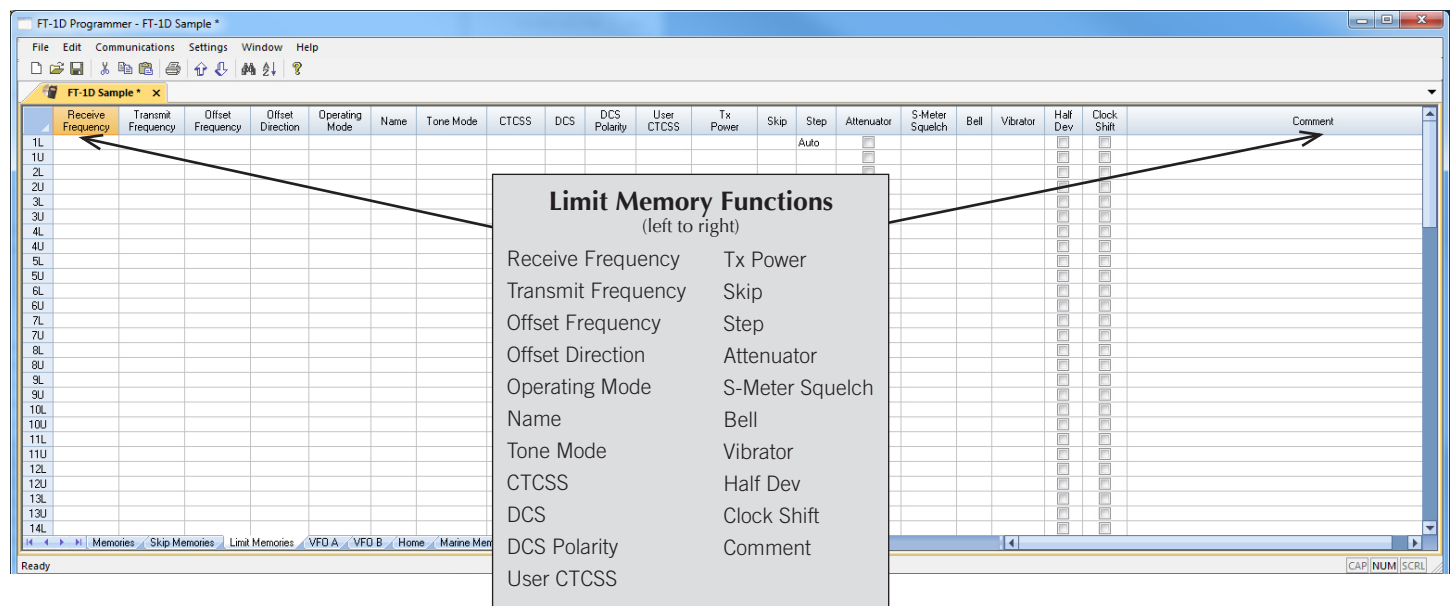 FT-1D Programmer - FT-1D Sample *
File Edit Communications Settings Window Help
FT-1D Sample * X
Receive Frequency Transmit Frequency Offset Frequency Offset Direction Operating Mode Name Tone Mode CTCSS DCS DCS Polarity User CTCSS Tx Power Skip Step Attenuator S-Meter Squelch Bell Vibrator Half Dev Clock Shift Comment
1L Auto
1U
2L
2U
3L
3U
4L
4U
5L
5U
6L
6U
7L
7U
8L
8U
9L
9U
10L
10U
11L
11U
12L
12U
13L
13U
14L
Limit Memory Functions
(left to right)
Receive Frequency
Transmit Frequency
Offset Frequency
Offset Direction
Operating Mode
Name
Tone Mode
CTCSS
DCS
DCS Polarity
User CTCSS
Tx Power
Skip
Step
Attenuator
S-Meter Squelch
Bell
Vibrator
Half Dev
Clock Shift
Comment
Memories Skip Memories Limit Memories VFO A VFO B Home Marine Mem
Ready CAP NUM SCRL